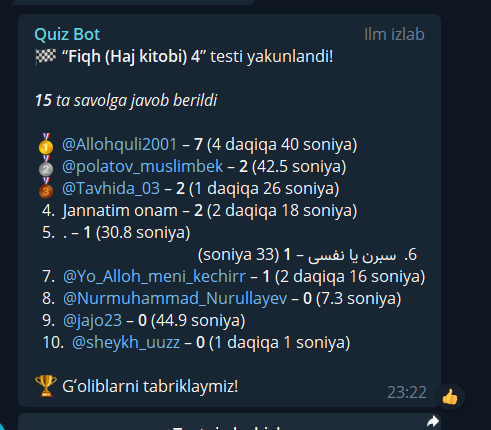 Quiz Bot Ilm izlab
🏁 “Fiqh (Haj kitobi) 4” testi yakunlandi!
15 ta savolga javob berildi
🥇 @Allohquli2001 – 7 (4 daqiqa 40 soniya)
🥈 @polatov_muslimbek – 2 (42.5 soniya)
🥉 @Tavhida_03 – 2 (1 daqiqa 26 soniya)
4. Jannatim onam – 2 (2 daqiqa 18 soniya)
5. . – 1 (30.8 soniya)
6. سبرن يا نفسى – 1 (33 soniya)
7. @Yo_Alloh_meni_kechirr – 1 (2 daqiqa 16 soniya)
8. @Nurmuhammad_Nurullayev – 0 (7.3 soniya)
9. @jajo23 – 0 (44.9 soniya)
10. @sheykh_uuzz – 0 (1 daqiqa 1 soniya)
🏆 Gʻoliblarni tabriklaymiz!
23:22